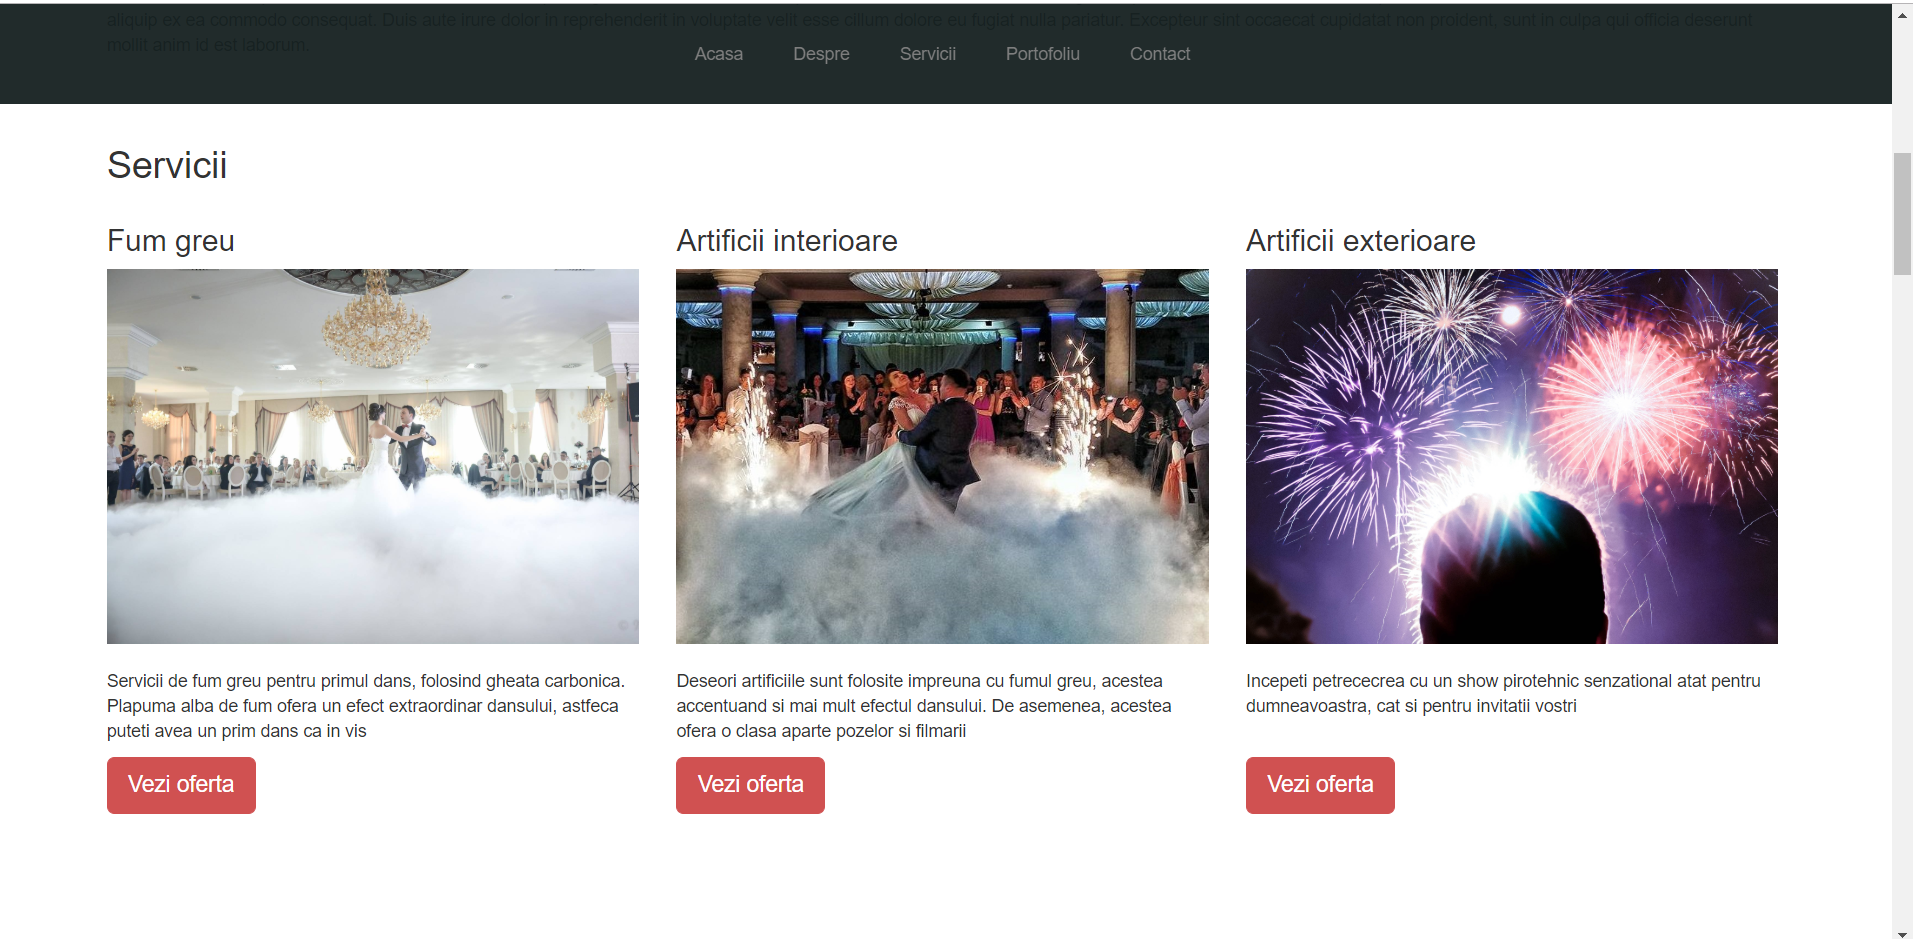 aliquip ex ea commodo consequat. Duis aute irure dolor in reprehenderit in voluptate velit esse cillum dolore eu fugiat nulla pariatur. Excepteur sint occaecat cupidatat non proident, sunt in culpa qui officia deserunt
mollit anim id est laborum.
Acasa Despre Servicii Portofoliu Contact
Servicii
Fum greu
Servicii de fum greu pentru primul dans, folosind gheata carbonica.
Plapuma alba de fum ofera un efect extraordinar dansului, astfeca
puteti avea un prim dans ca in vis
Vezi oferta
Artificii interioare
Deseori artificiile sunt folosite impreuna cu fumul greu, acestea
accentuand si mai mult efectul dansului. De asemenea, acestea
ofera o clasa aparte pozelor si filmarii
Vezi oferta
Artificii exterioare
Incepeti petrececrea cu un show pirotehnic senzational atat pentru
dumneavoastra, cat si pentru invitatii vostri
Vezi oferta